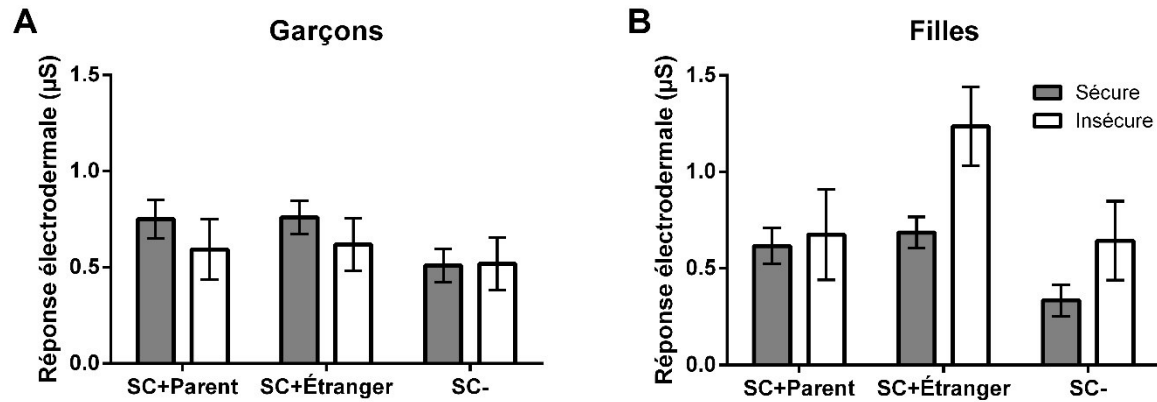 A
Garçons
Réponse électrodermale (µS)
1.5
1.0
0.5
0.0
SC+Parent SC+Étranger SC-
B
Filles
Réponse électrodermale (µS)
1.5
1.0
0.5
0.0
SC+Parent SC+Étranger SC-
Sécure
Insécure